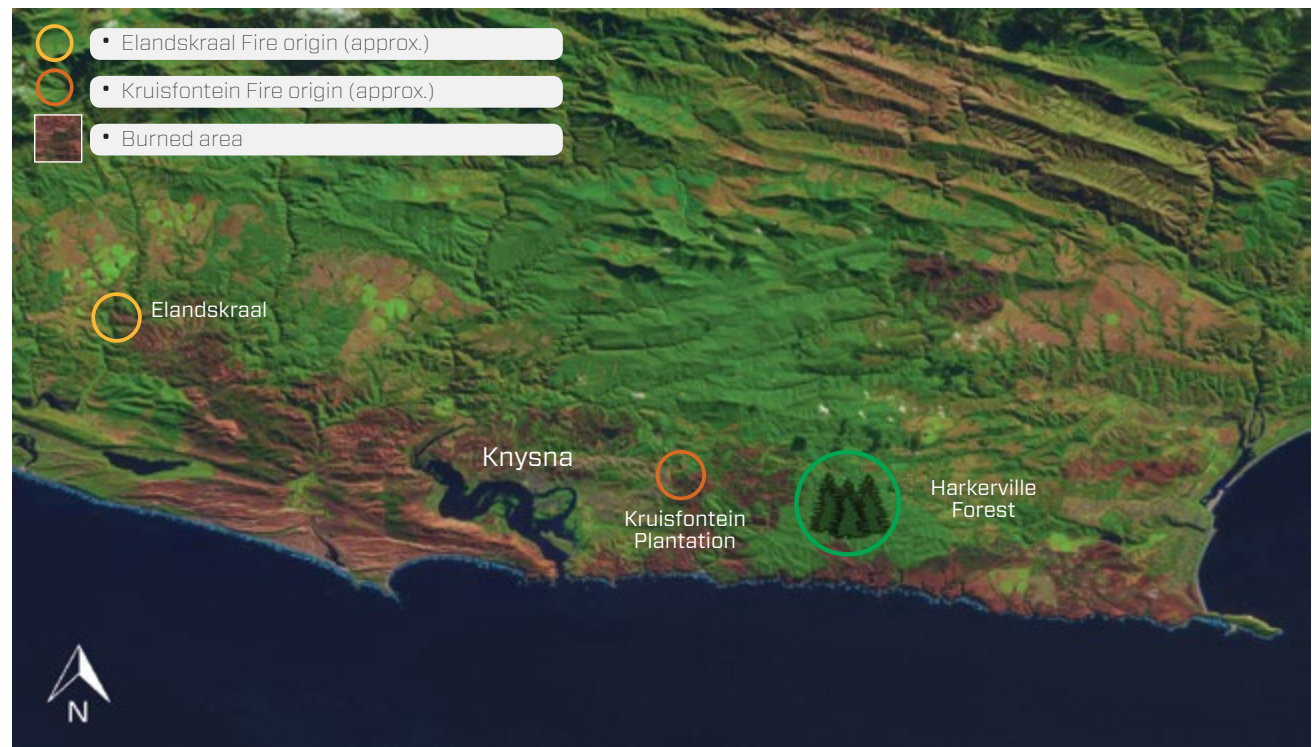 • Elandskraal Fire origin (approx.)
• Kruisfontein Fire origin (approx.)
• Burned area
Elandskraal
Knysna
Kruisfontein
Plantation
Harkerville
Forest
N